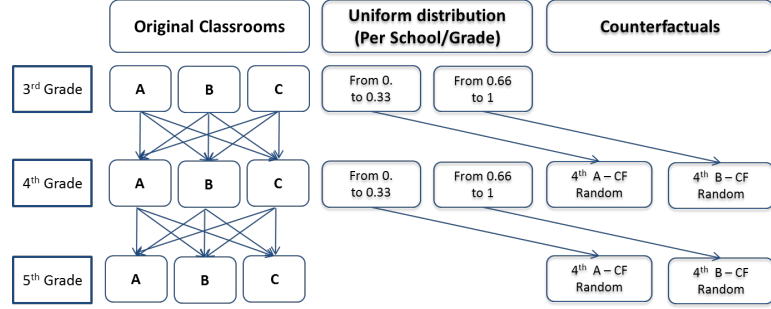 Original Classrooms
Uniform distribution
(Per School/Grade)
Counterfactuals
3rd Grade
A
B
C
From 0.
to 0.33
From 0.66
to 1
4th Grade
A
B
C
From 0.
to 0.33
From 0.66
to 1
4th A – CF
Random
4th B – CF
Random
5th Grade
A
B
C
4th A – CF
Random
4th B – CF
Random